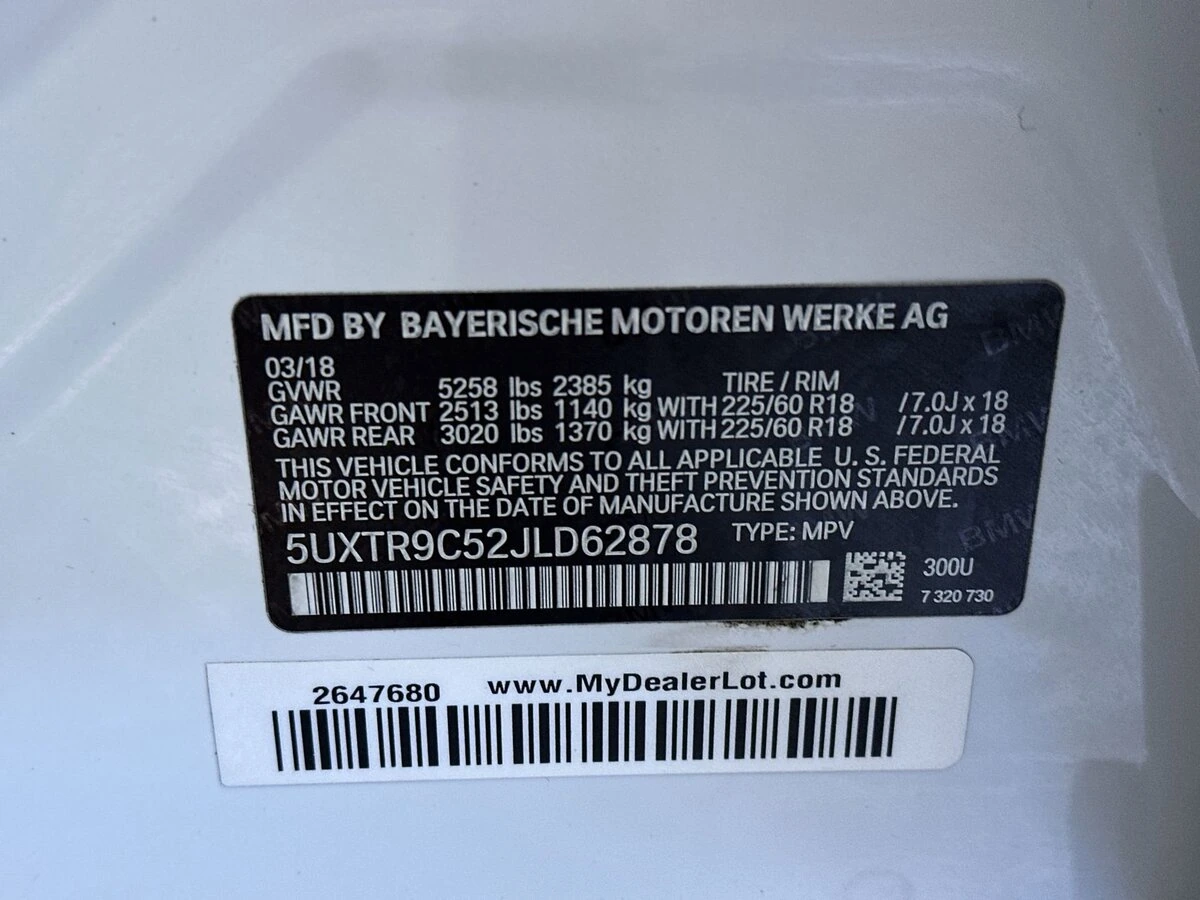 MFD BY BAYERISCHE MOTOREN WERKE AG
03/18
GVWR 5258 lbs 2385 kg TIRE / RIM
GAWR FRONT 2513 lbs 1140 kg WITH 225/60 R18 /7.0J x 18
GAWR REAR 3020 lbs 1370 kg WITH 225/60 R18 /7.0J x 18
THIS VEHICLE CONFORMS TO ALL APPLICABLE U. S. FEDERAL
MOTOR VEHICLE SAFETY AND THEFT PREVENTION STANDARDS
IN EFFECT ON THE DATE OF MANUFACTURE SHOWN ABOVE.
5UXTR9C52JLD62878 TYPE: MPV
300U
7 320 730
2647680 www.MyDealerLot.com